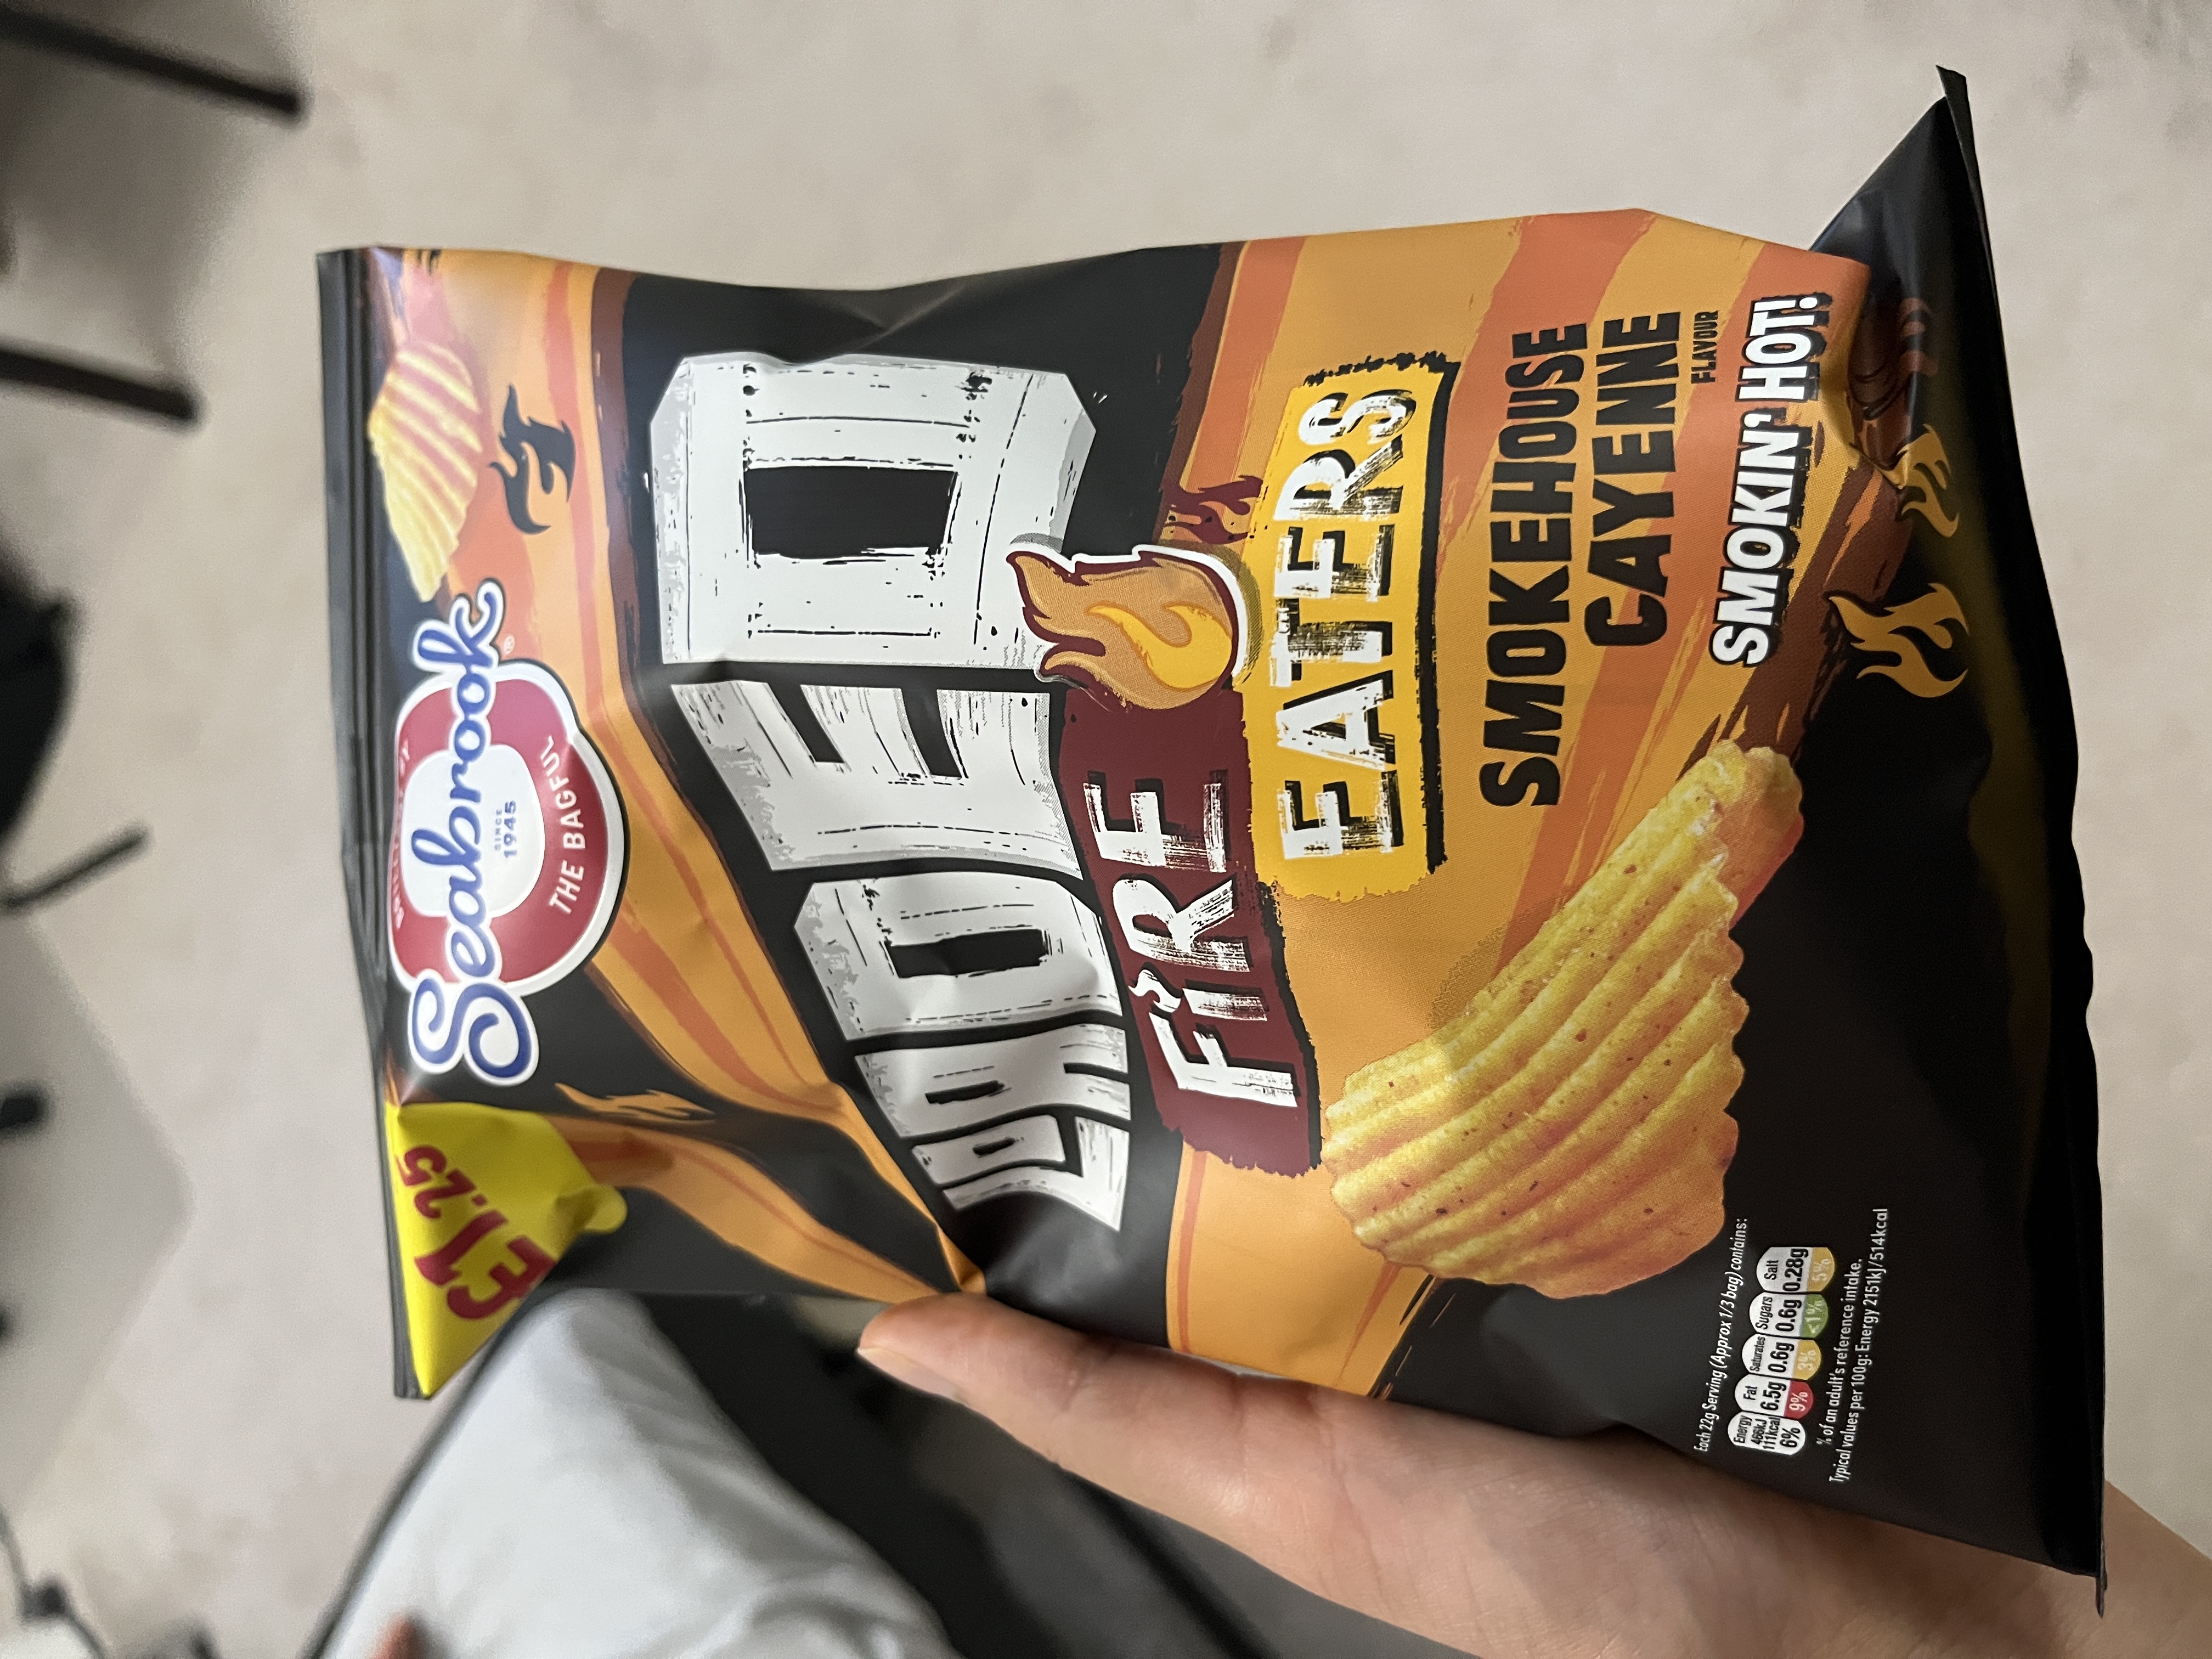 £1.25
BRILLIANT BY
Seabrook
SINCE
1945
THE BAGFUL
LOADED
FiRE
EATERS
SMOKEHOUSE
CAYENNE
FLAVOUR
SMOKIN' HOT!
Each 22g Serving (Approx 1/3 bag) contains:
Energy Fat Saturates Sugars Salt
466kJ
111kcal 6.5g 0.6g 0.6g 0.28g
6% 9% 3% <1% 5%
% of an adult's reference intake.
Typical values per 100g: Energy 2151kJ/514kcal